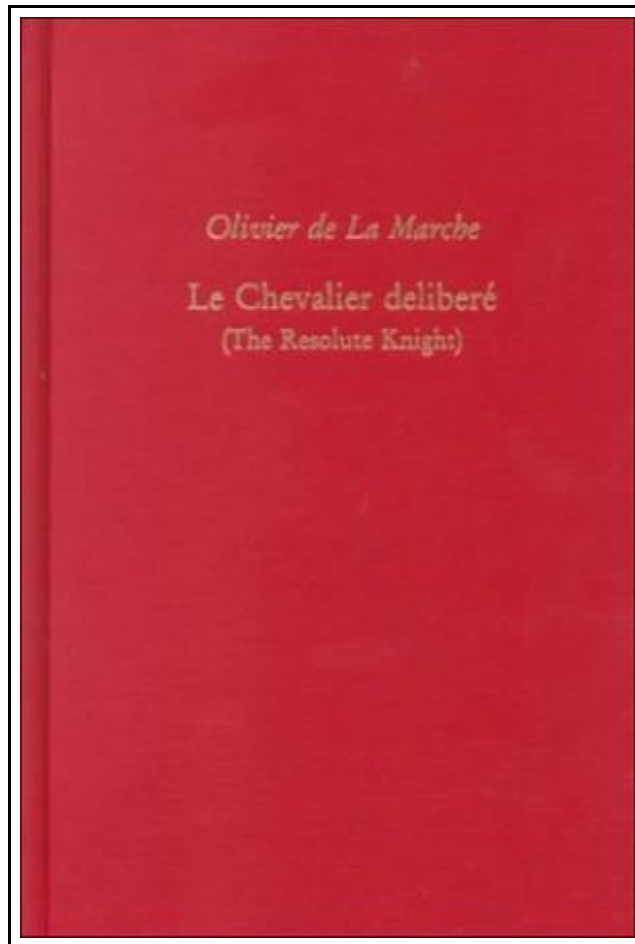 Olivier de La Marche
Le Chevalier deliberé
(The Resolute Knight)